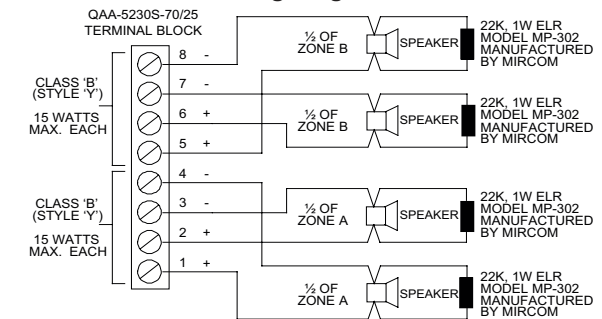 QAA-5230S-70/25
TERMINAL BLOCK
CLASS 'B'
(STYLE 'Y')
15 WATTS
MAX. EACH
CLASS 'B'
(STYLE 'Y')
15 WATTS
MAX. EACH
8 -
7 -
6 +
5 +
4 -
3 -
2 +
1 +
½ OF
ZONE B
SPEAKER
22K, 1W ELR
MODEL MP-302
MANUFACTURED
BY MIRCOM
½ OF
ZONE B
SPEAKER
22K, 1W ELR
MODEL MP-302
MANUFACTURED
BY MIRCOM
½ OF
ZONE A
SPEAKER
22K, 1W ELR
MODEL MP-302
MANUFACTURED
BY MIRCOM
½ OF
ZONE A
SPEAKER
22K, 1W ELR
MODEL MP-302
MANUFACTURED
BY MIRCOM